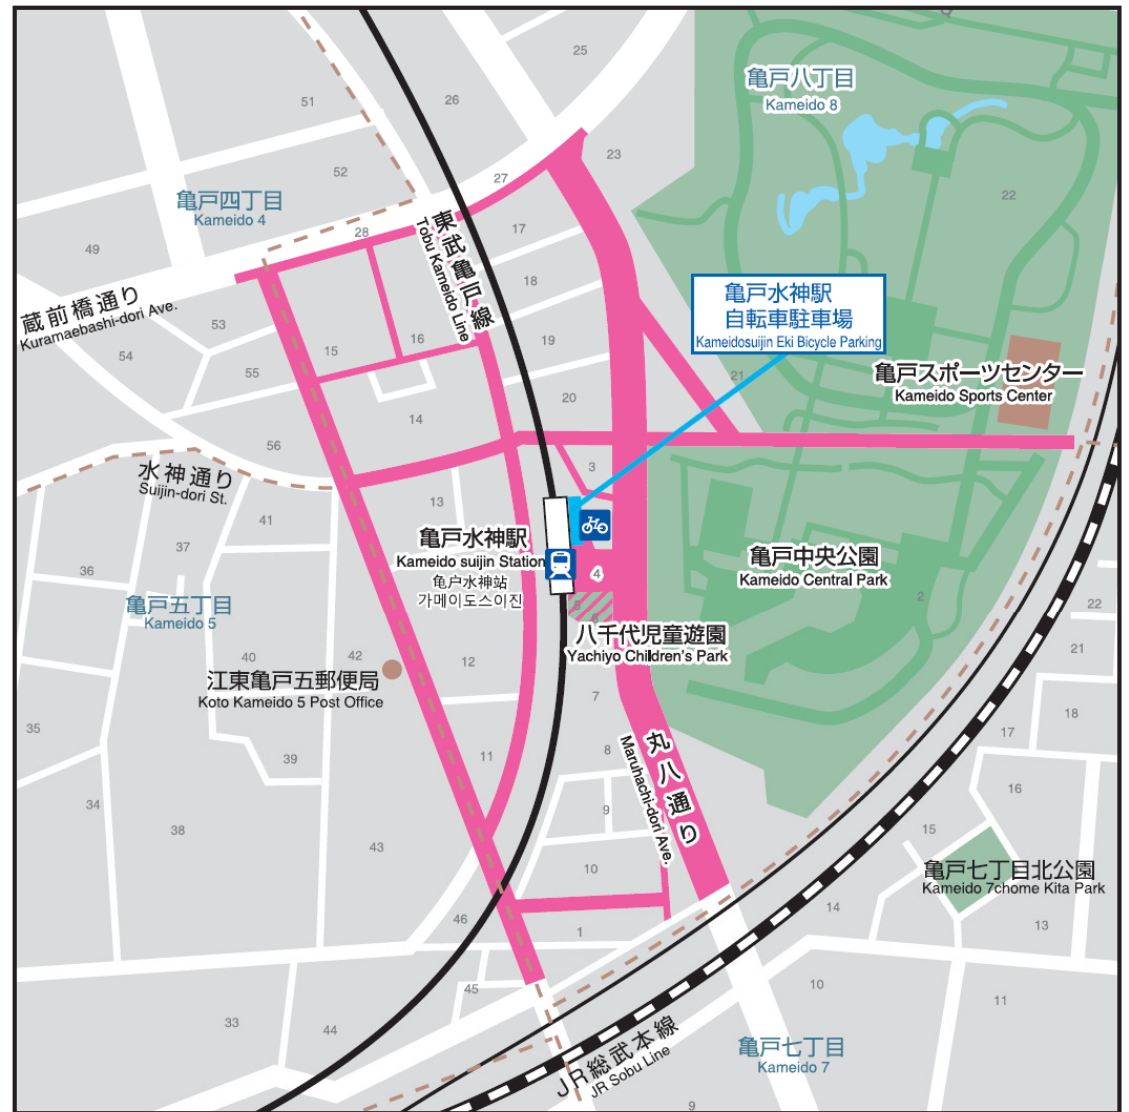 25
26
51
亀戸八丁目
Kameido 8
23
52
27
22
亀戸四丁目
Kameido 4
28
17
49
東武亀戸線
Tobu Kameido Line
18
蔵前橋通り
Kuramaebashi-dori Ave.
亀戸水神駅
自転車駐車場
Kameidosuijin Eki Bicycle Parking
53
54
15
16
19
55
21
亀戸スポーツセンター
Kameido Sports Center
20
14
56
3
水神通り
Suijin-dori St.
13
41
37
亀戸水神駅
Kameido suijin Station
亀户水神站
가메이도스이진
36
4
亀戸中央公園
Kameido Central Park
2
22
亀戸五丁目
Kameido 5
5
6
八千代児童遊園
Yachiyo Children's Park
21
40
42
12
江東亀戸五郵便局
Koto Kameido 5 Post Office
7
18
35
17
39
11
8
丸八通り
Maruhachi-dori Ave.
16
34
9
38
43
15
10
亀戸七丁目北公園
Kameido 7chome Kita Park
46
1
14
13
45
10
11
33
44
JR総武本線
JR Sobu Line
亀戸七丁目
Kameido 7
9